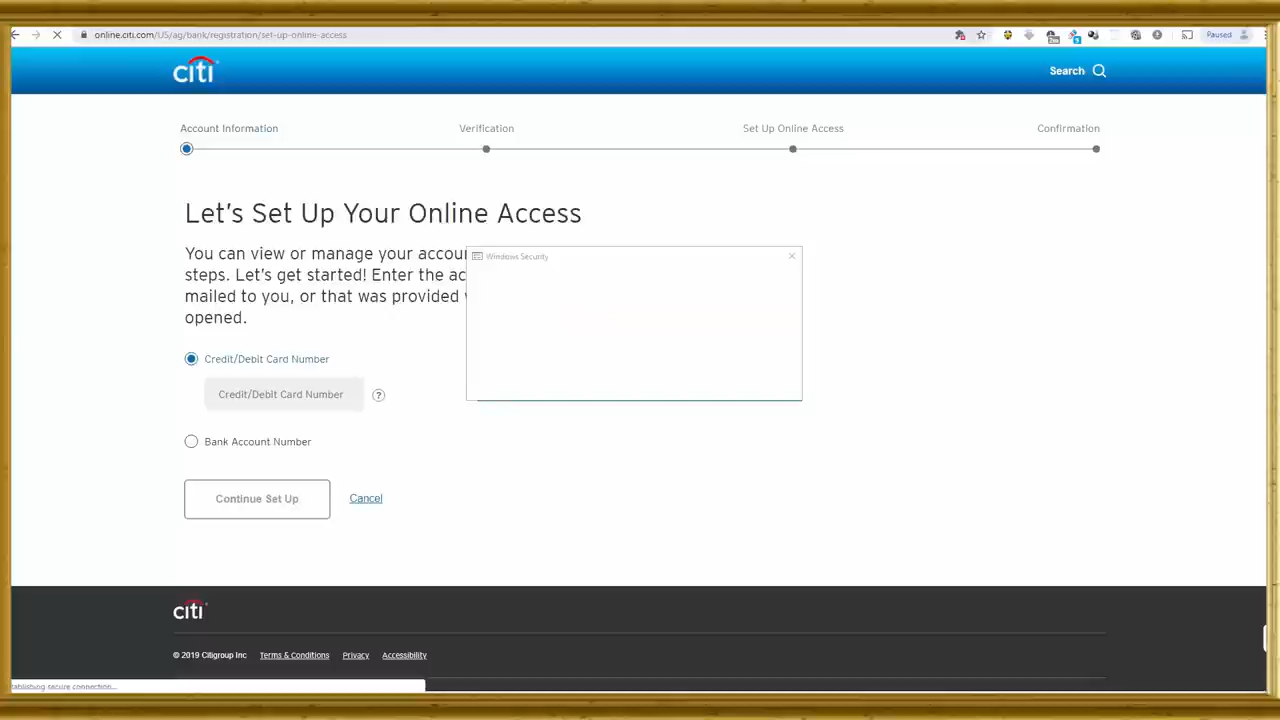 online.citi.com/US/ag/bank/registration/set-up-online-access
Paused
citi
Search
Account Information
Verification
Set Up Online Access
Confirmation
Let's Set Up Your Online Access
You can view or manage your accou
steps. Let's get started! Enter the ac
mailed to you, or that was provided
opened.
Windows Security
Credit/Debit Card Number
Credit/Debit Card Number
?
Bank Account Number
Continue Set Up
Cancel
citi
© 2019 Citigroup Inc Terms & Conditions Privacy Accessibility
tablishing secure connection...